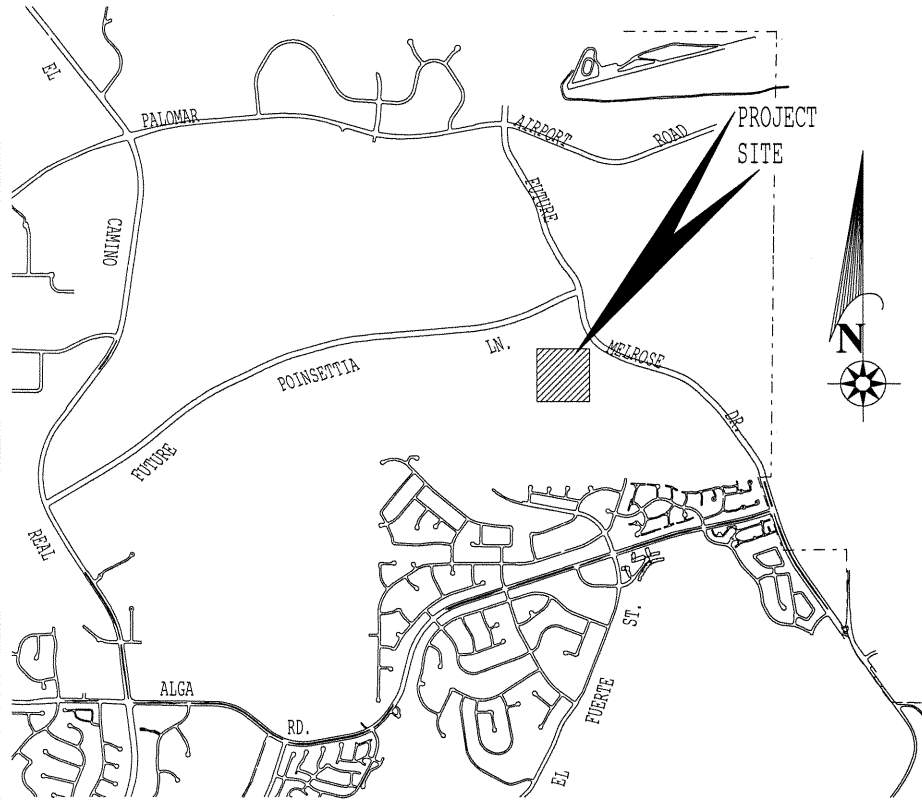 EL
PALOMAR
AIRPORT
ROAD
PROJECT
SITE
CAMINO
FUTURE
N
MELROSE
DR.
POINSETTIA
LN.
FUTURE
REAL
ALGA
RD.
ST.
FUERTE
EL